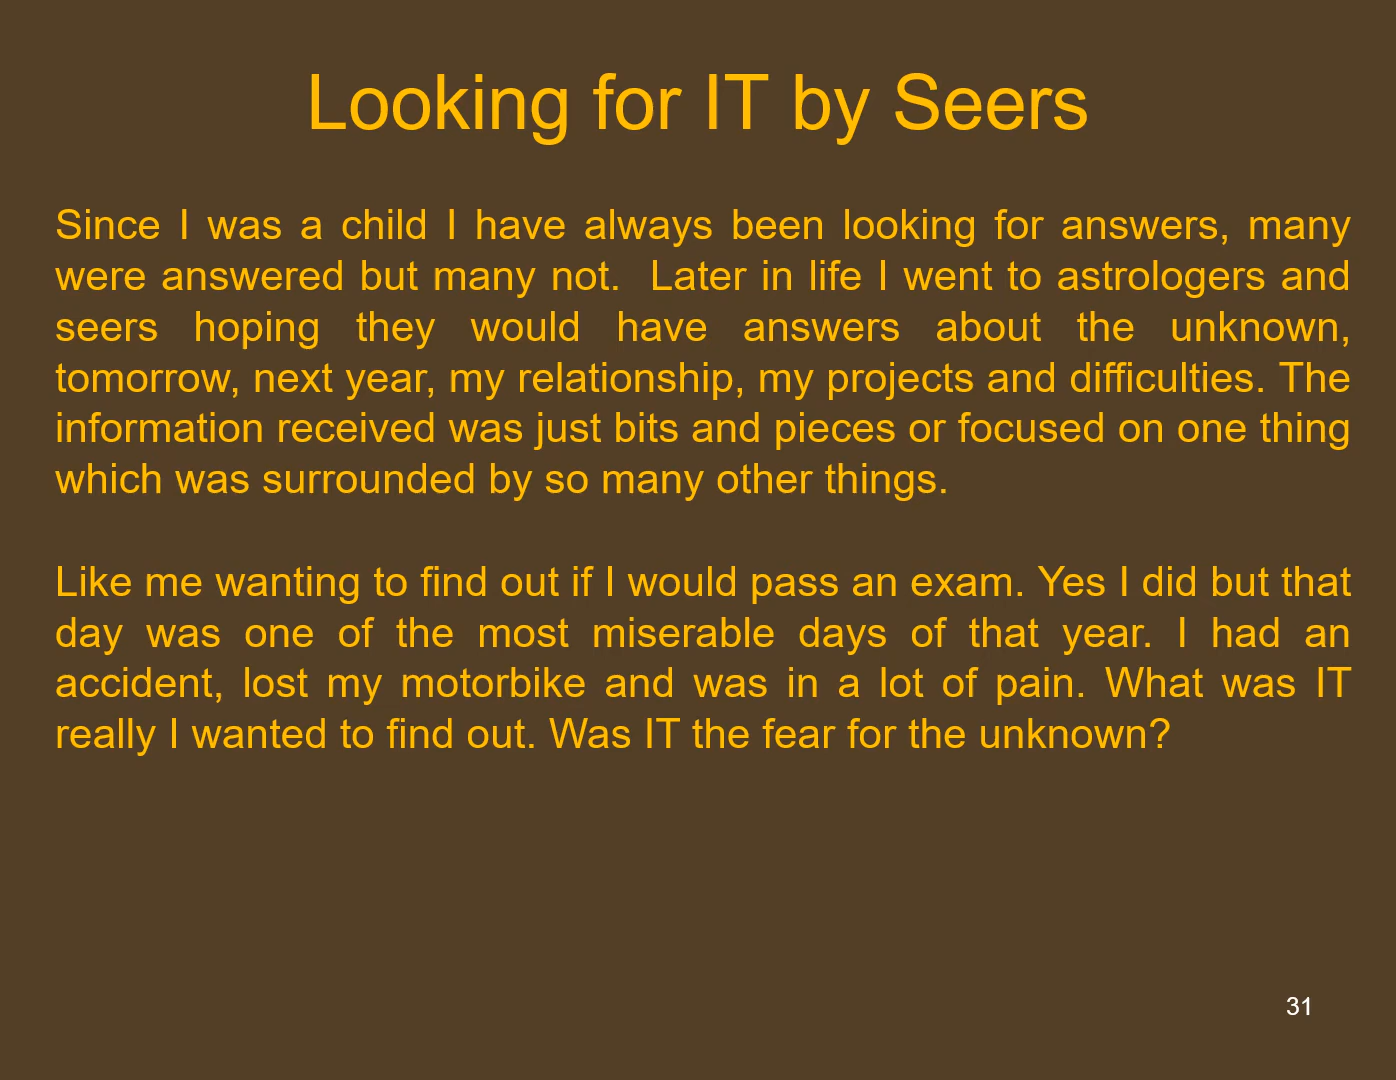 Looking for IT by Seers
Since I was a child I have always been looking for answers, many
were answered but many not.  Later in life I went to astrologers and
seers hoping they would have answers about the unknown,
tomorrow, next year, my relationship, my projects and difficulties. The
information received was just bits and pieces or focused on one thing
which was surrounded by so many other things.
Like me wanting to find out if I would pass an exam. Yes I did but that
day was one of the most miserable days of that year. I had an
accident, lost my motorbike and was in a lot of pain. What was IT
really I wanted to find out. Was IT the fear for the unknown?
31